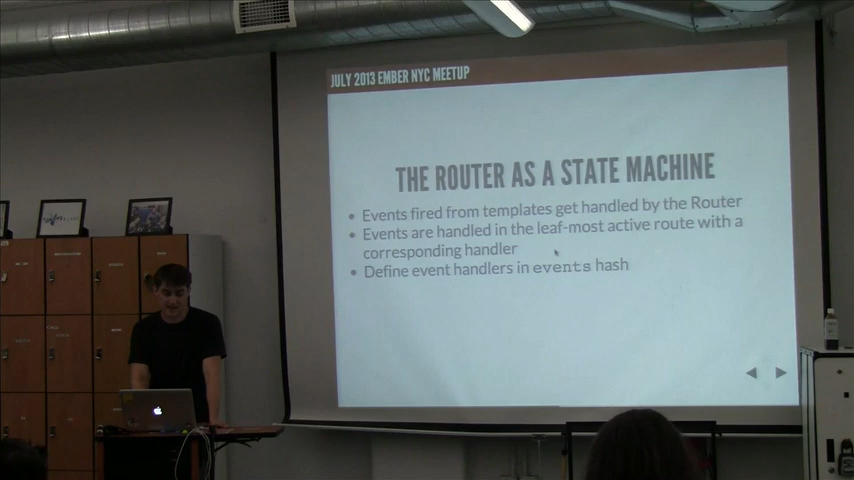 JULY 2013 EMBER NYC MEETUP
THE ROUTER AS A STATE MACHINE
• Events fired from templates get handled by the Router
• Events are handled in the leaf-most active route with a
corresponding handler
• Define event handlers in events hash